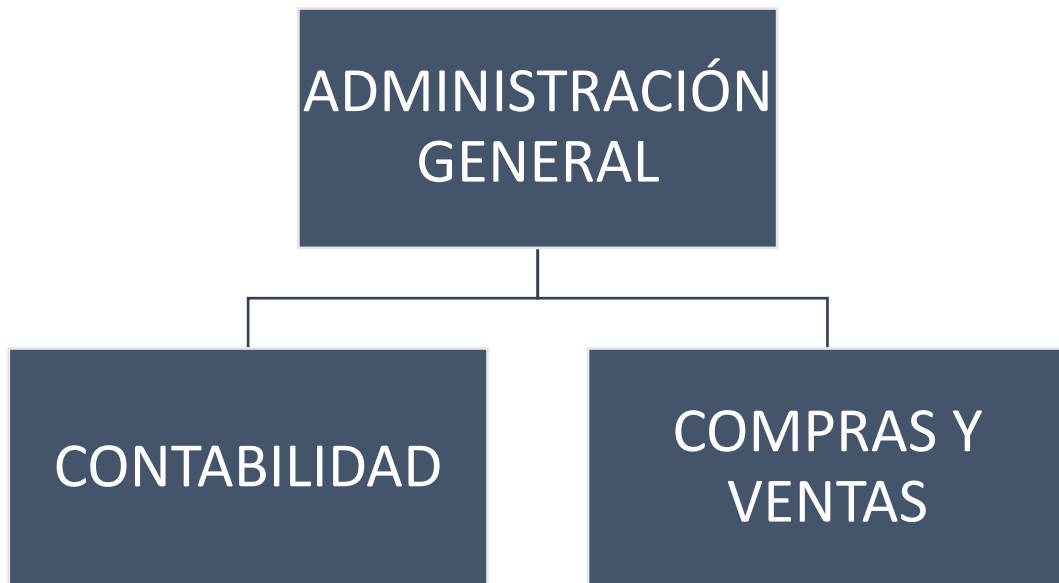 ADMINISTRACIÓN
GENERAL
CONTABILIDAD
COMPRAS Y
VENTAS